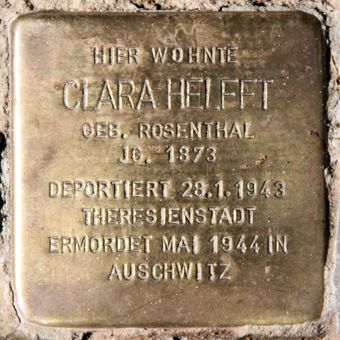 HIER WOHNTE
CLARA HELFFT
GEB. ROSENTHAL
JG. 1873
DEPORTIERT 28.1.1943
THERESIENSTADT
ERMORDET MAI 1944 IN
AUSCHWITZ